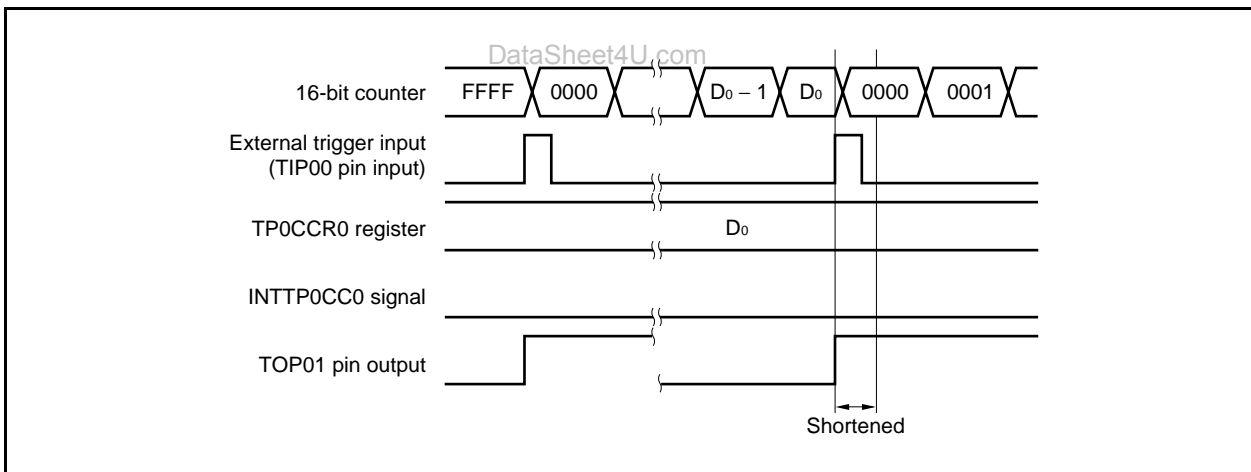 DataSheet4U.com
16-bit counter FFFF 0000 D₀ − 1 D₀ 0000 0001
External trigger input
(TIP00 pin input)
TP0CCR0 register D₀
INTTP0CC0 signal
TOP01 pin output
Shortened